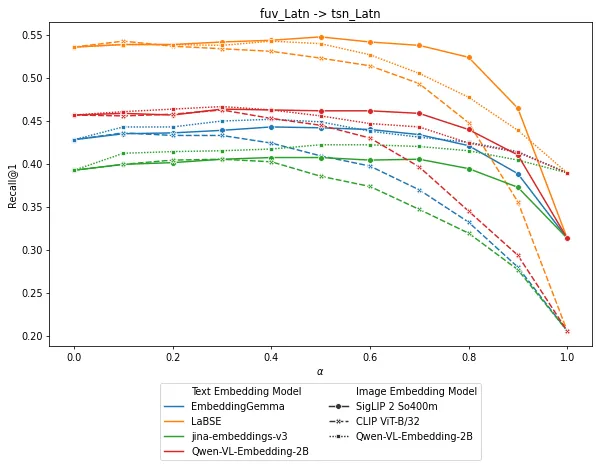 fuv_Latn -> tsn_Latn
Recall@1
0.55
0.50
0.45
0.40
0.35
0.30
0.25
0.20
0.0 0.2 0.4 0.6 0.8 1.0
α
Text Embedding Model
EmbeddingGemma
LaBSE
jina-embeddings-v3
Qwen-VL-Embedding-2B
Image Embedding Model
SigLIP 2 So400m
CLIP ViT-B/32
Qwen-VL-Embedding-2B